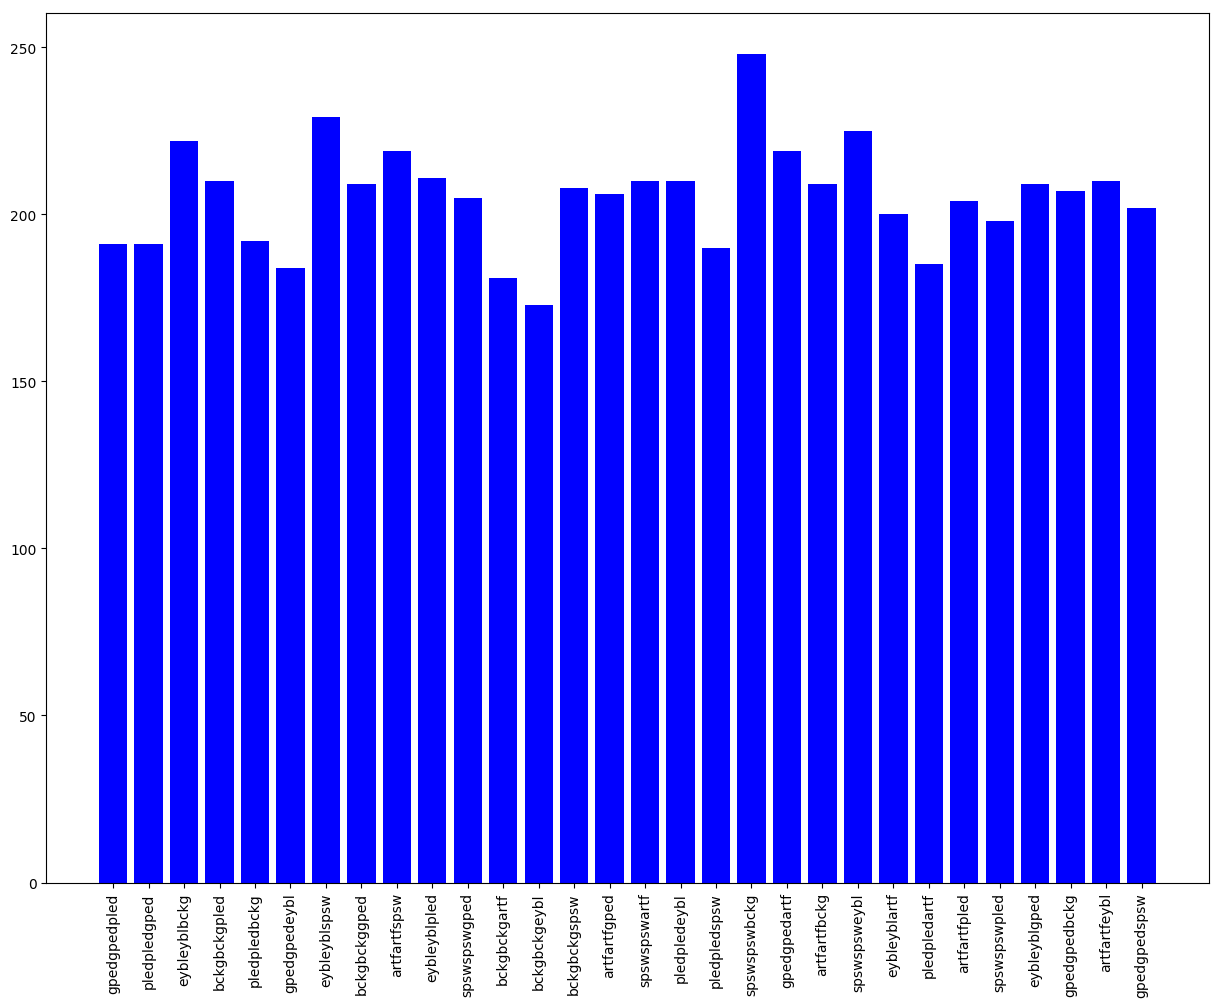 250
200
150
100
50
0
gpedgpedpled
pledpledgped
eybleyblbckg
bckgbckgpled
pledpledbckg
gpedgpedeybl
eybleyblspsw
bckgbckggped
artfartfspsw
eybleyblpled
spswspswgped
bckgbckgartf
bckgbckgeybl
bckgbckgspsw
artfartfgped
spswspswartf
pledpledeybl
pledpledspsw
spswspswbckg
gpedgpedartf
artfartfbckg
spswspsweybl
eybleyblartf
pledpledartf
artfartfpled
spswspswpled
eybleyblgped
gpedgpedbckg
artfartfeybl
gpedgpedspsw